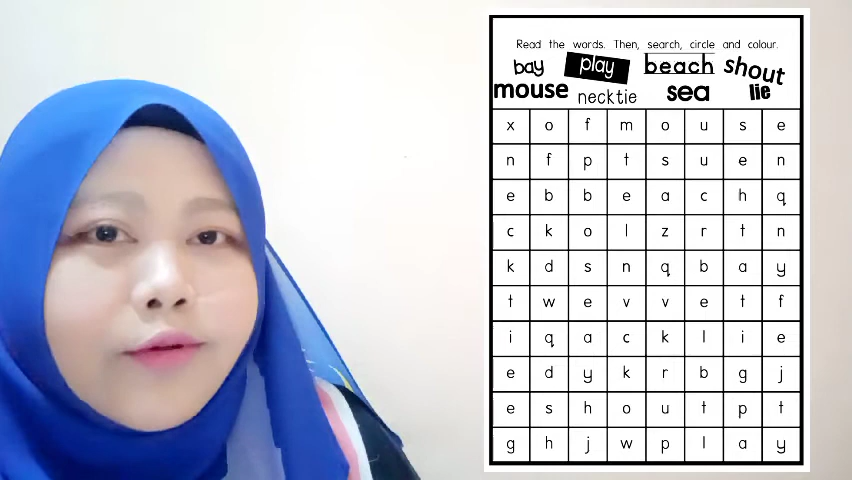 Read the words. Then, search, circle and colour.
bay play beach shout
mouse necktie sea lie
x o f m o u s e
n f p t s u e n
e b b e a c h q
c k o l z r t n
k d s n q b a y
t w e v v e t f
i q a c k l i e
e d y k r b g j
e s h o u t p t
g h j w p l a y